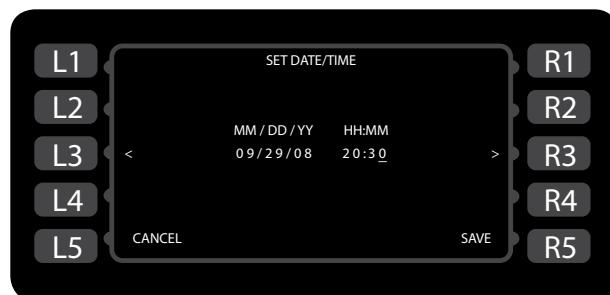 L1 SET DATE/TIME R1
L2 R2
MM / DD / YY HH:MM
L3 < 09/29/08 20:30 > R3
L4 R4
CANCEL SAVE
L5 R5